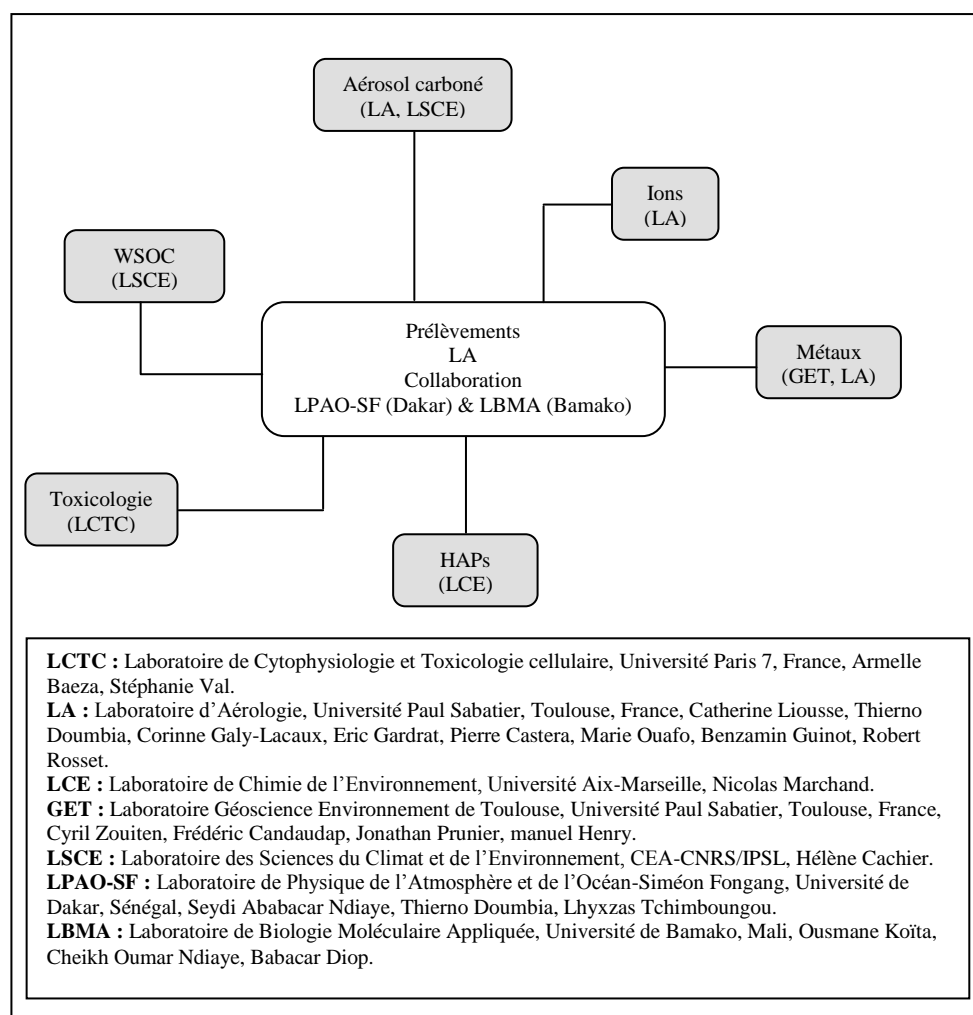 Aérosol carboné
(LA, LSCE)
Ions
(LA)
WSOC
(LSCE)
Prélèvements
LA
Collaboration
LPAO-SF (Dakar) & LBMA (Bamako)
Métaux
(GET, LA)
Toxicologie
(LCTC)
HAPs
(LCE)
LCTC : Laboratoire de Cytophysiologie et Toxicologie cellulaire, Université Paris 7, France, Armelle
Baeza, Stéphanie Val.
LA : Laboratoire d’Aérologie, Université Paul Sabatier, Toulouse, France, Catherine Liousse, Thierno
Doumbia, Corinne Galy-Lacaux, Eric Gardrat, Pierre Castera, Marie Ouafo, Benzamin Guinot, Robert
Rosset.
LCE : Laboratoire de Chimie de l’Environnement, Université Aix-Marseille, Nicolas Marchand.
GET : Laboratoire Géoscience Environnement de Toulouse, Université Paul Sabatier, Toulouse, France,
Cyril Zouiten, Frédéric Candaudap, Jonathan Prunier, manuel Henry.
LSCE : Laboratoire des Sciences du Climat et de l’Environnement, CEA-CNRS/IPSL, Hélène Cachier.
LPAO-SF : Laboratoire de Physique de l’Atmosphère et de l’Océan-Siméon Fongang, Université de
Dakar, Sénégal, Seydi Ababacar Ndiaye, Thierno Doumbia, Lhyxzas Tchimboungou.
LBMA : Laboratoire de Biologie Moléculaire Appliquée, Université de Bamako, Mali, Ousmane Koïta,
Cheikh Oumar Ndiaye, Babacar Diop.